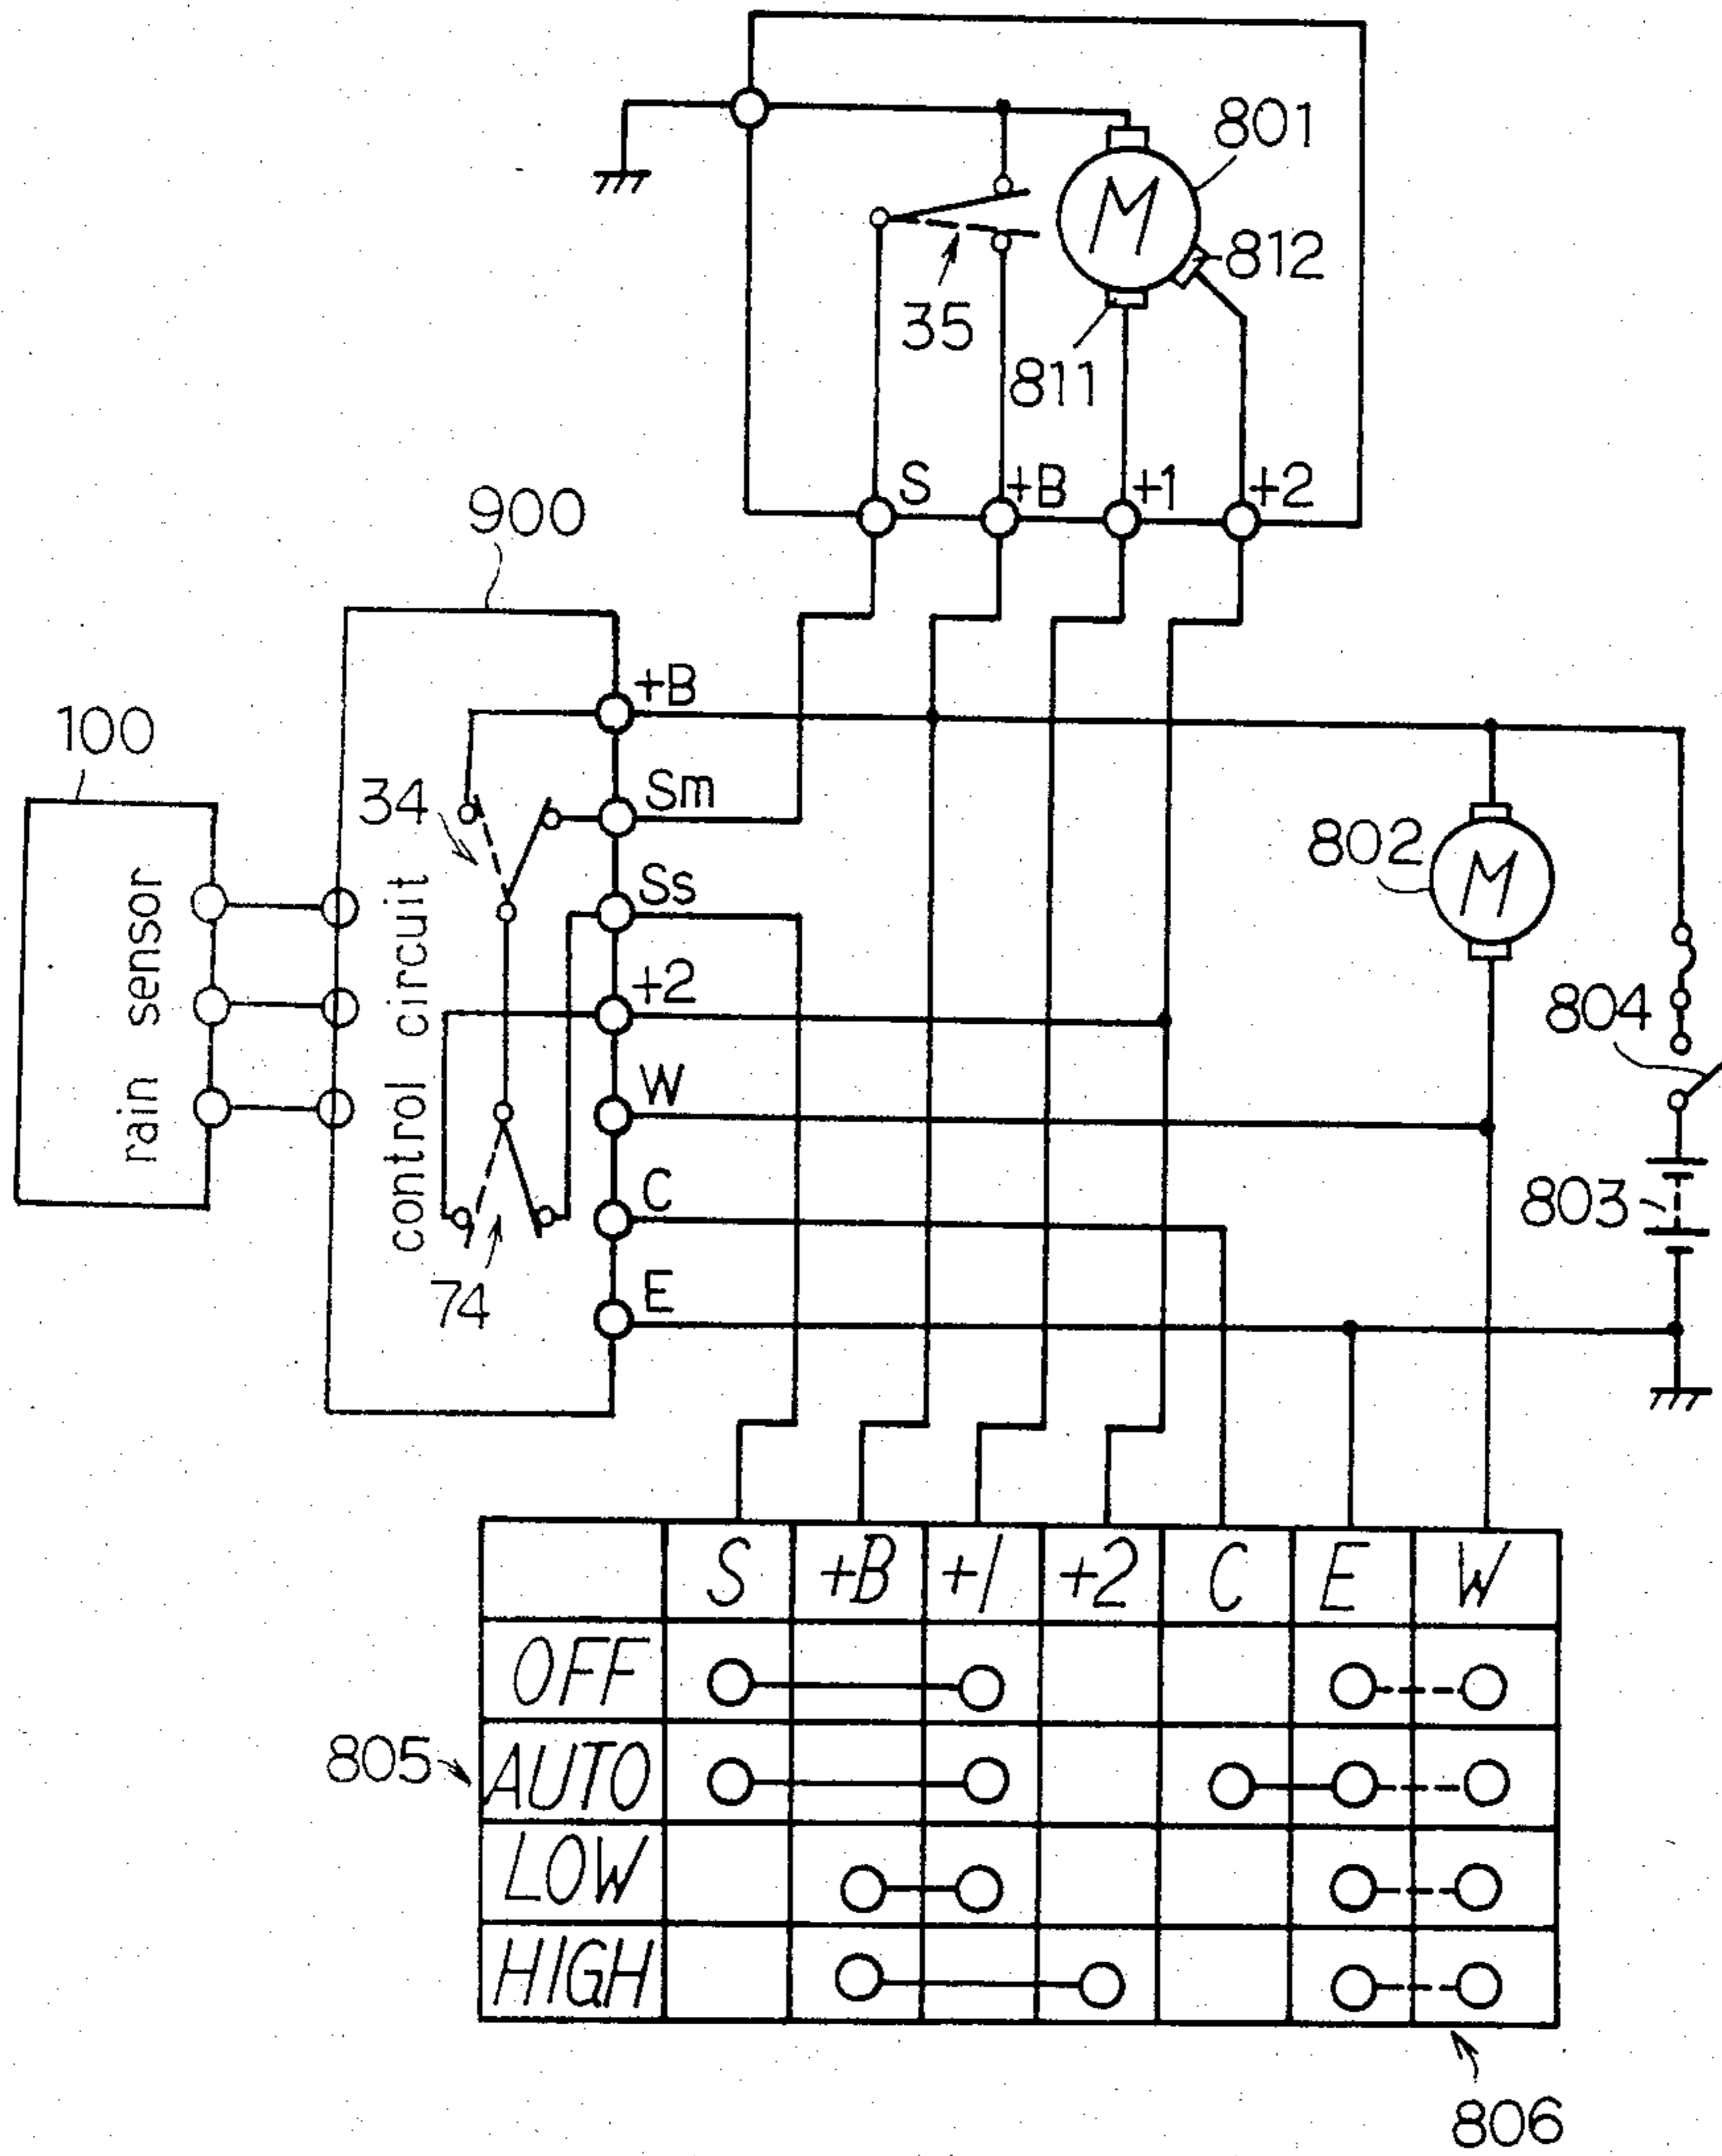 801
M
812
35
811
S +B +1 +2
900
+B
100
34
Sm
802
M
Ss
rain sensor
control circuit
+2
804
W
C
803
74
E
S +B +1 +2 C E W
OFF
805
AUTO
LOW
HIGH
806